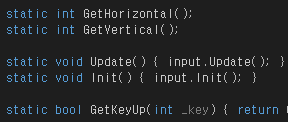 static int GetHorizontal();
static int GetVertical();
static void Update() { input.Update(); }
static void Init() { input.Init(); }
static bool GetKeyUp(int _key) { return